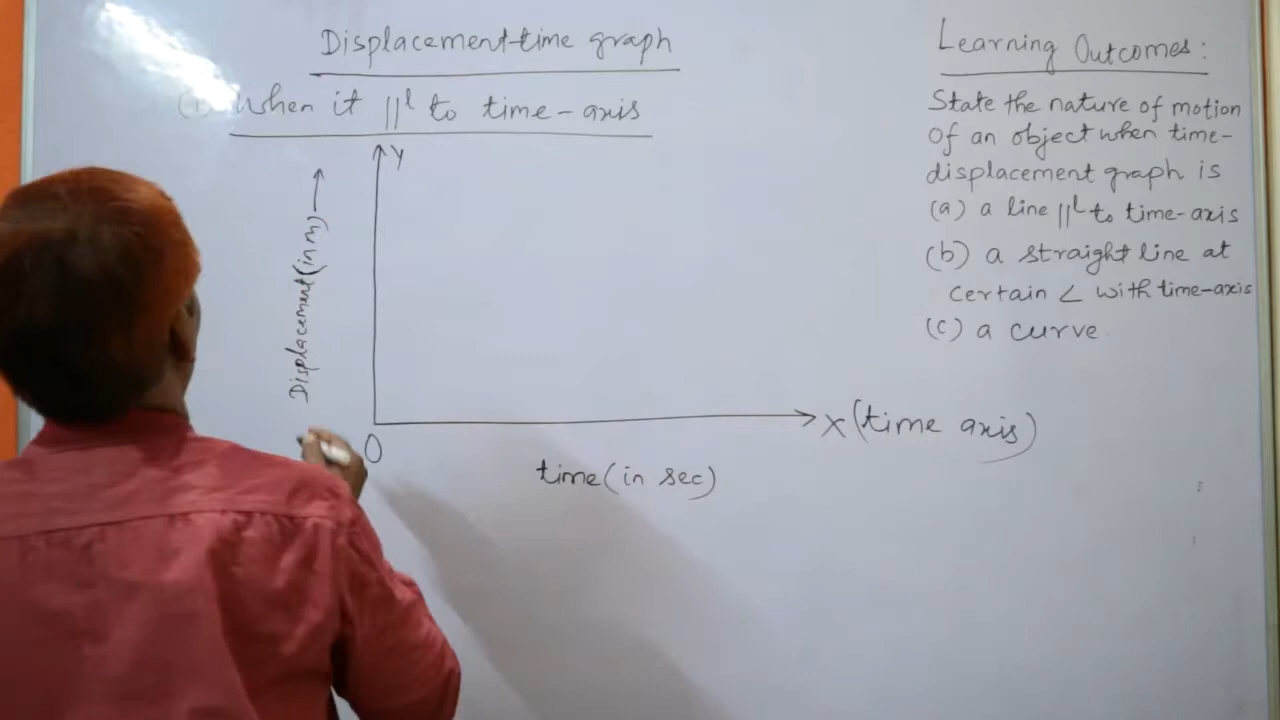 Displacement-time graph
(i) When it ||l to time-axis
Y
Displacement (in m)
O
X (time axis)
time (in sec)
Learning Outcomes:
State the nature of motion
Of an object when time-
displacement graph is
(a) a line ||l to time-axis
(b) a straight line at
certain ∠ with time-axis
(c) a curve